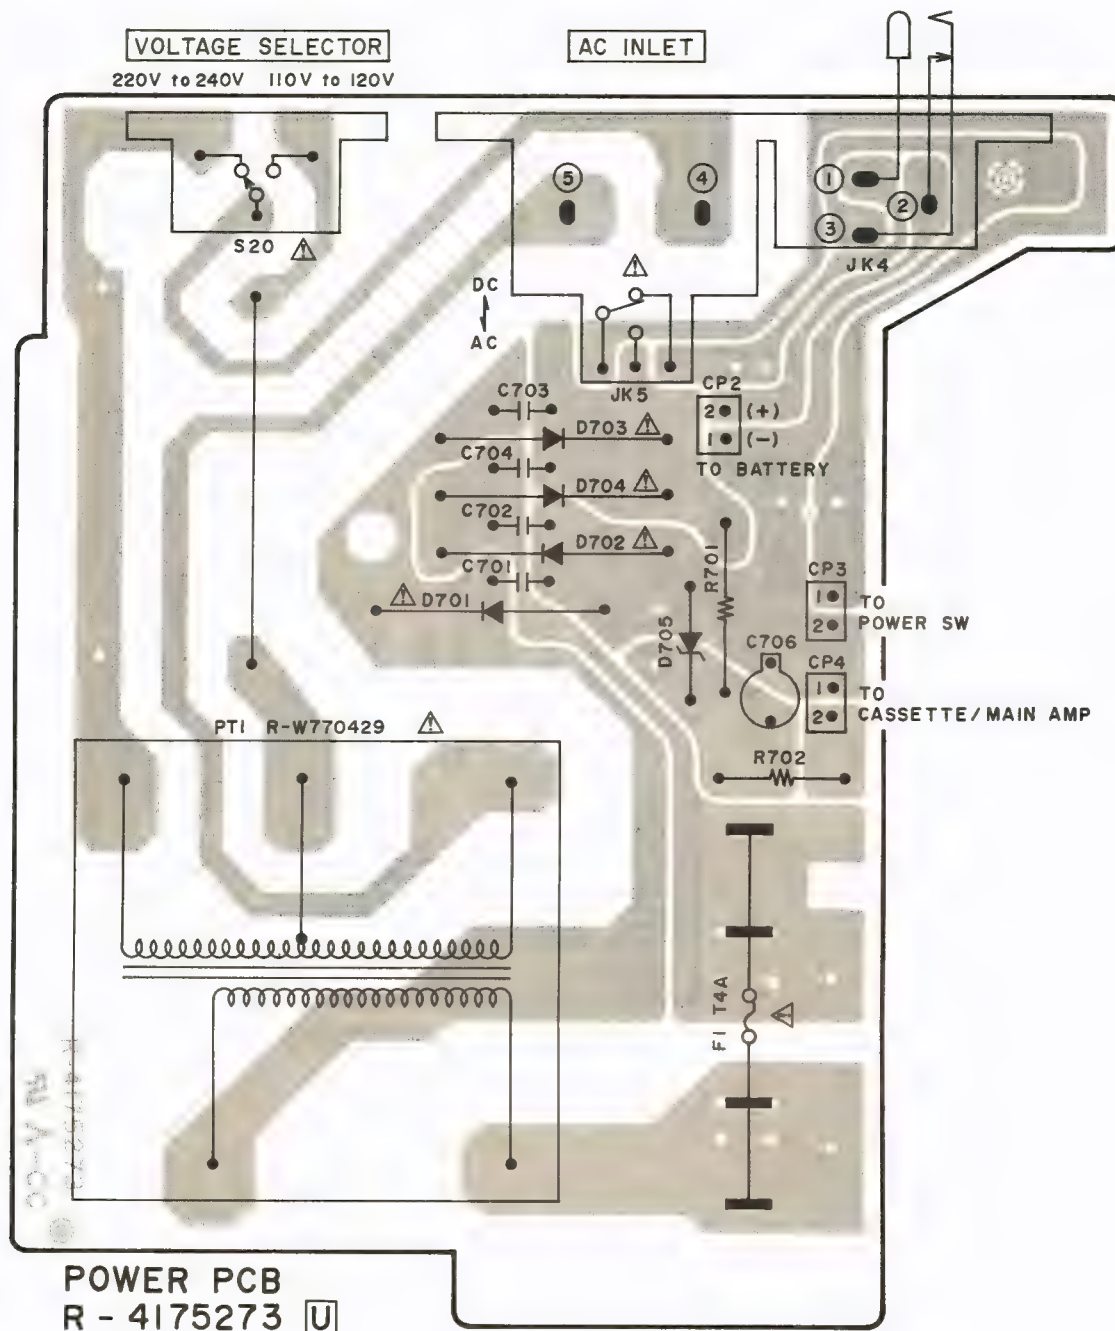 VOLTAGE SELECTOR
220V to 240V 110V to 120V
AC INLET
S20
5
4
1
2
3
JK4
DC
AC
JK5
C703
D703
C704
D704
C702
D702
C701
D701
CP2
2 (+)
1 (-)
TO BATTERY
R701
D705
C706
CP3
1
2
TO
POWER SW
CP4
1
2
TO
CASSETTE/MAIN AMP
R702
PT1 R-W770429
F1 T4A
POWER PCB
R-4175273 U